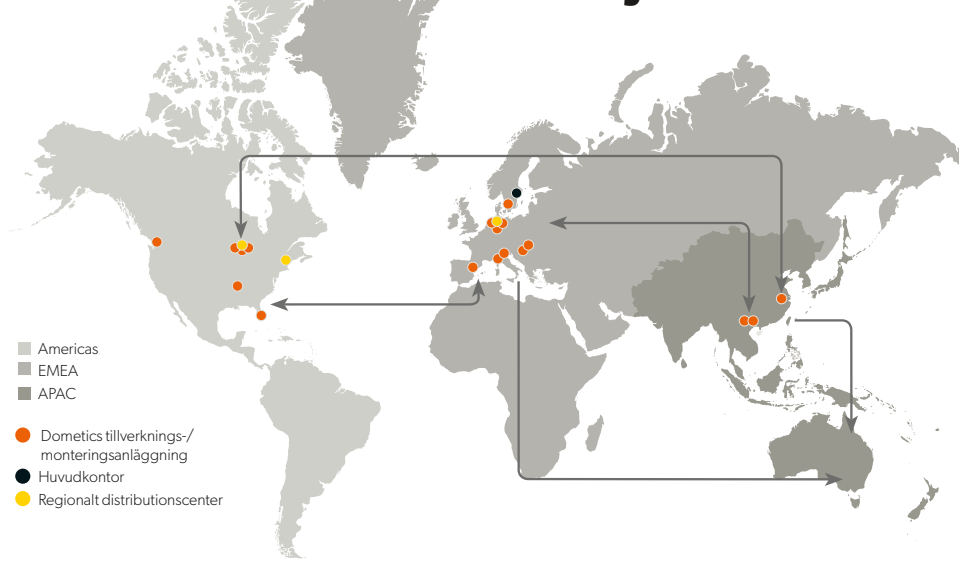 Americas
EMEA
APAC
Dometics tillverknings-/
monteringsanläggning
Huvudkontor
Regionalt distributionscenter